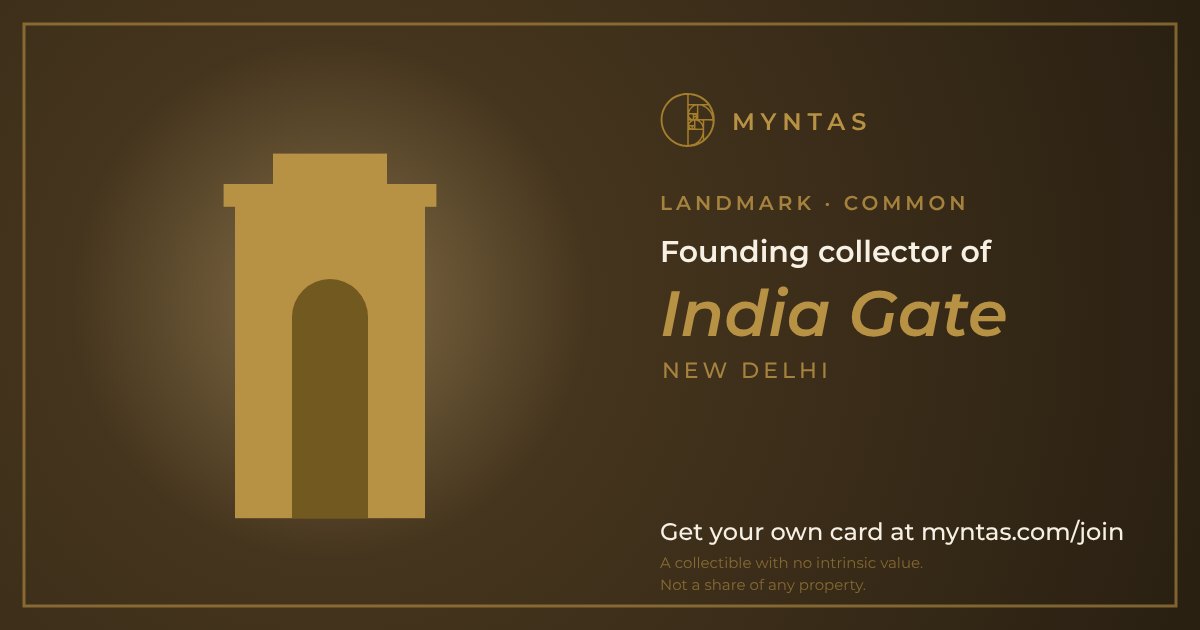 MYNTAS
LANDMARK · COMMON
Founding collector of
India Gate
NEW DELHI
Get your own card at myntas.com/join
A collectible with no intrinsic value.
Not a share of any property.